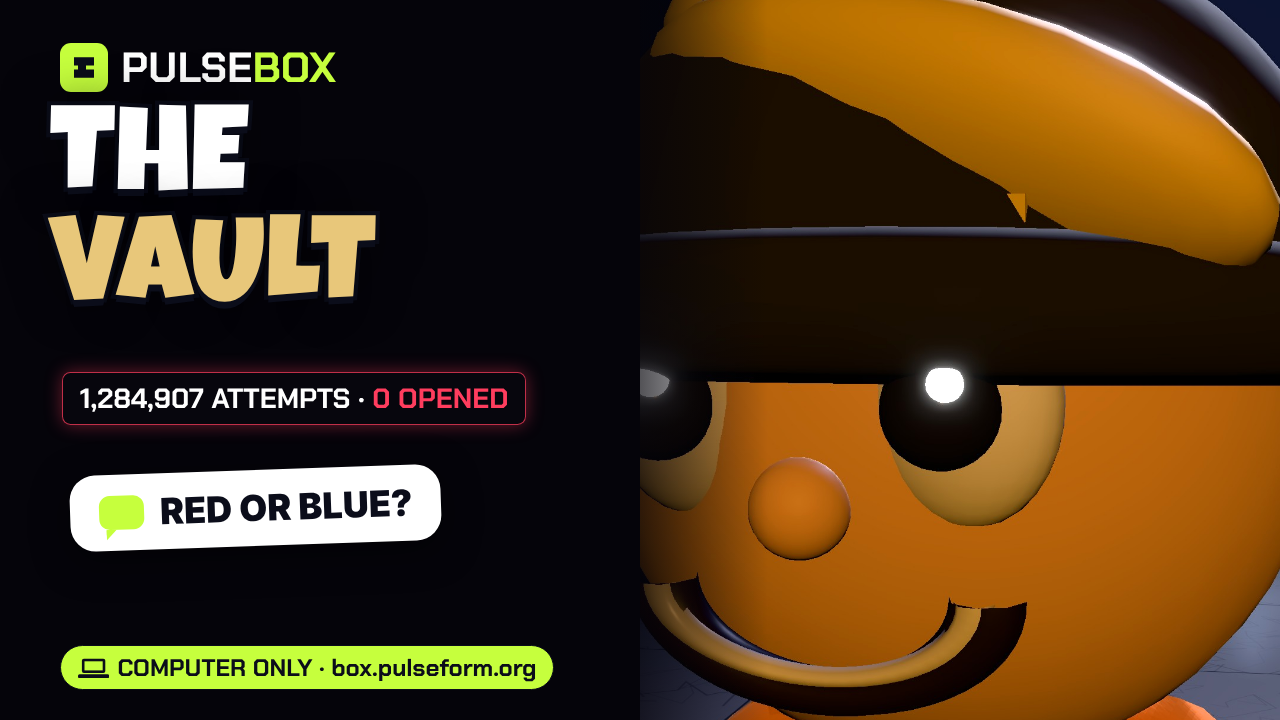 PULSEBOX
THE
VAULT
1,284,907 ATTEMPTS · 0 OPENED
RED OR BLUE?
COMPUTER ONLY · box.pulseform.org